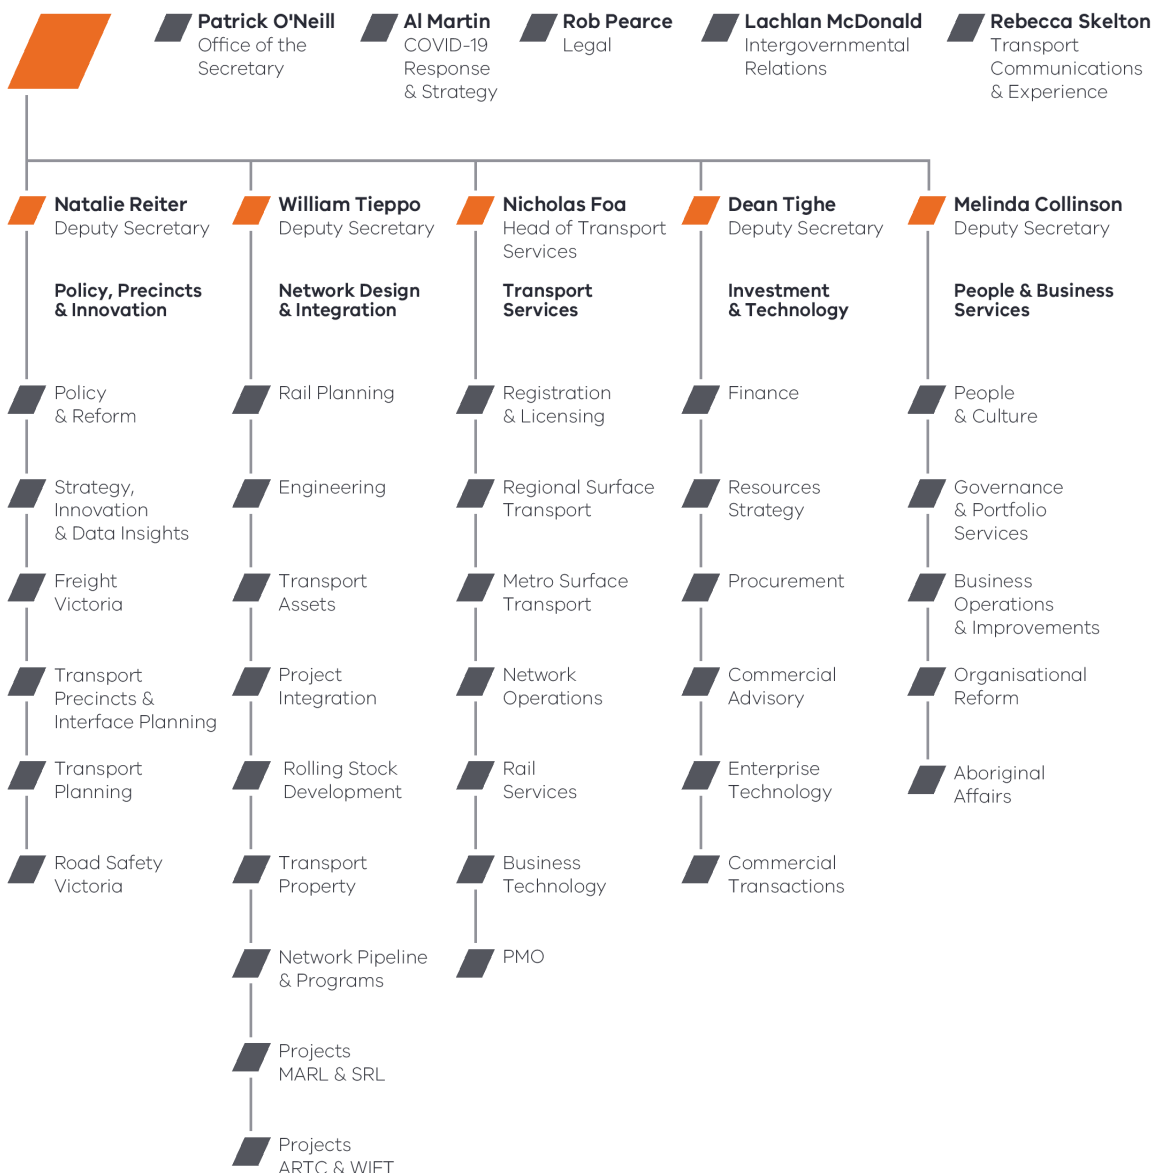 Patrick O'Neill
Office of the
Secretary
Al Martin
COVID-19
Response
& Strategy
Rob Pearce
Legal
Lachlan McDonald
Intergovernmental
Relations
Rebecca Skelton
Transport
Communications
& Experience
Natalie Reiter
Deputy Secretary
Policy, Precincts
& Innovation
Policy
& Reform
Strategy,
Innovation
& Data Insights
Freight
Victoria
Transport
Precincts &
Interface Planning
Transport
Planning
Road Safety
Victoria
William Tieppo
Deputy Secretary
Network Design
& Integration
Rail Planning
Engineering
Transport
Assets
Project
Integration
Rolling Stock
Development
Transport
Property
Network Pipeline
& Programs
Projects
MARL & SRL
Projects
ARTC & WIFT
Nicholas Foa
Head of Transport
Services
Transport
Services
Registration
& Licensing
Regional Surface
Transport
Metro Surface
Transport
Network
Operations
Rail
Services
Business
Technology
PMO
Dean Tighe
Deputy Secretary
Investment
& Technology
Finance
Resources
Strategy
Procurement
Commercial
Advisory
Enterprise
Technology
Commercial
Transactions
Melinda Collinson
Deputy Secretary
People & Business
Services
People
& Culture
Governance
& Portfolio
Services
Business
Operations
& Improvements
Organisational
Reform
Aboriginal
Affairs